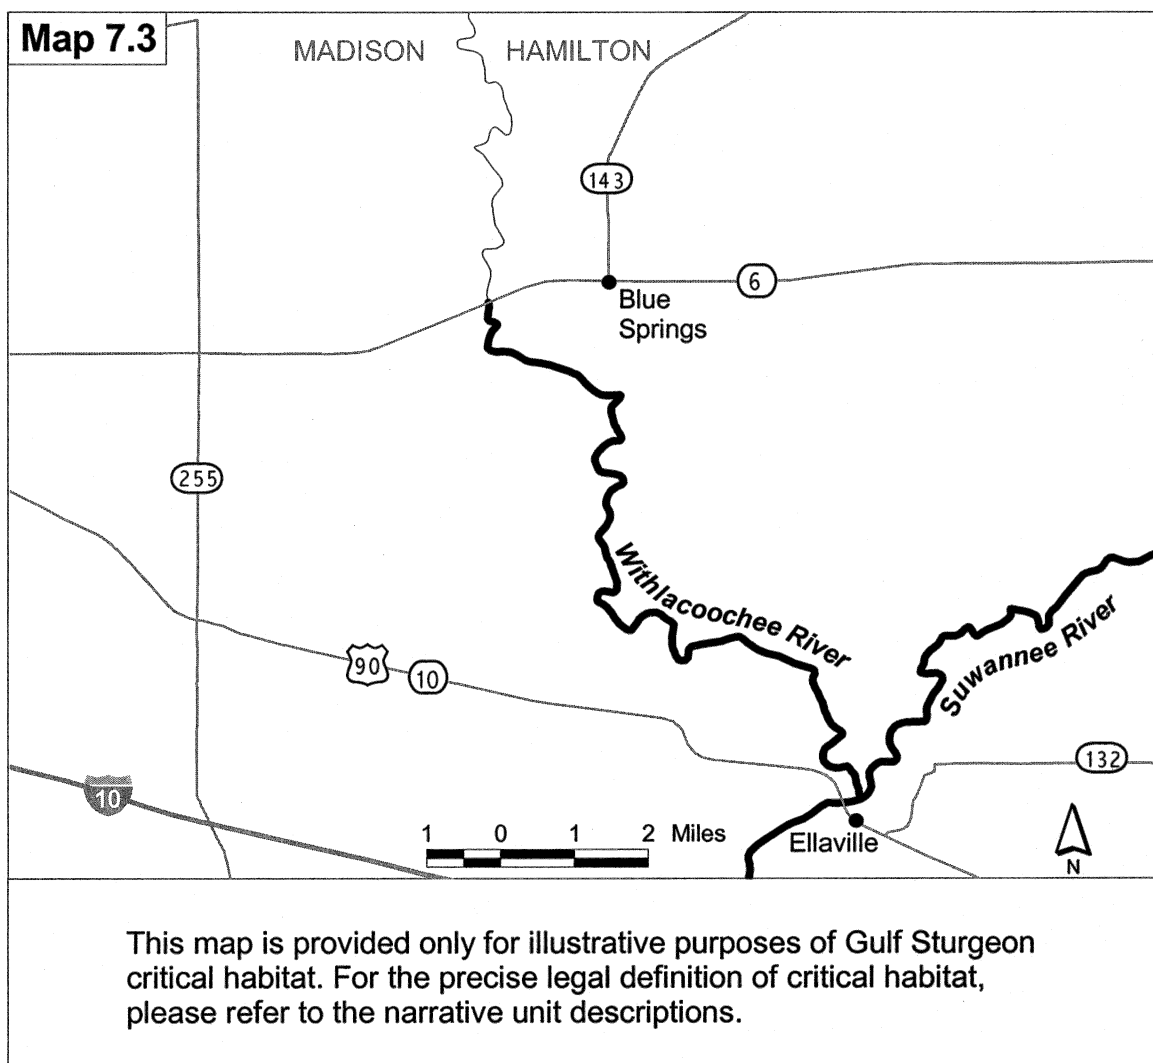 Map 7.3
MADISON
HAMILTON
143
6
Blue
Springs
255
Withlacoochee River
Suwannee River
90
10
132
10
1 0 1 2 Miles
Ellaville
N
This map is provided only for illustrative purposes of Gulf Sturgeon
critical habitat. For the precise legal definition of critical habitat,
please refer to the narrative unit descriptions.